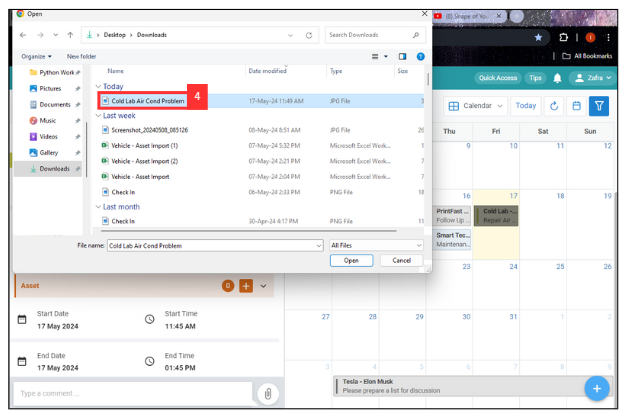 Open
(I) Shape of You
Desktop > Downloads
Search Downloads
Organize
New folder
All Bookmarks
Python Work
Pictures
Documents
Music
Videos
Gallery
Downloads
Name
Date modified
Type
Size
Today
Cold Lab Air Cond Problem
4
17-May-24 11:49 AM
JPG File
3
Last week
Screenshot_20240508_085126
08-May-24 8:51 AM
JPG File
Vehicle - Asset Import (1)
07-May-24 5:32 PM
Microsoft Excel Work...
1
Vehicle - Asset Import (2)
07-May-24 2:21 PM
Microsoft Excel Work...
7
Vehicle - Asset Import
07-May-24 2:04 PM
Microsoft Excel Work...
7
Check In
06-May-24 2:33 PM
PNG File
18
Last month
Check In
30-Apr-24 4:17 PM
PNG File
11
File name:
Cold Lab Air Cond Problem
All Files
Open
Cancel
Quick Access
Tips
Zafra
Calendar
Today
Thu
Fri
Sat
Sun
9
10
11
12
16
17
18
19
PrintFast ...
Follow Up ...
Cold Lab -...
Repair Air ...
Smart Tec...
Maintenan...
23
24
25
26
Asset
0
Start Date
17 May 2024
Start Time
11:45 AM
27
28
29
30
31
1
2
End Date
17 May 2024
End Time
01:45 PM
3
4
5
6
7
8
9
Tesla - Elon Musk
Please prepare a list for discussion
Type a comment ...